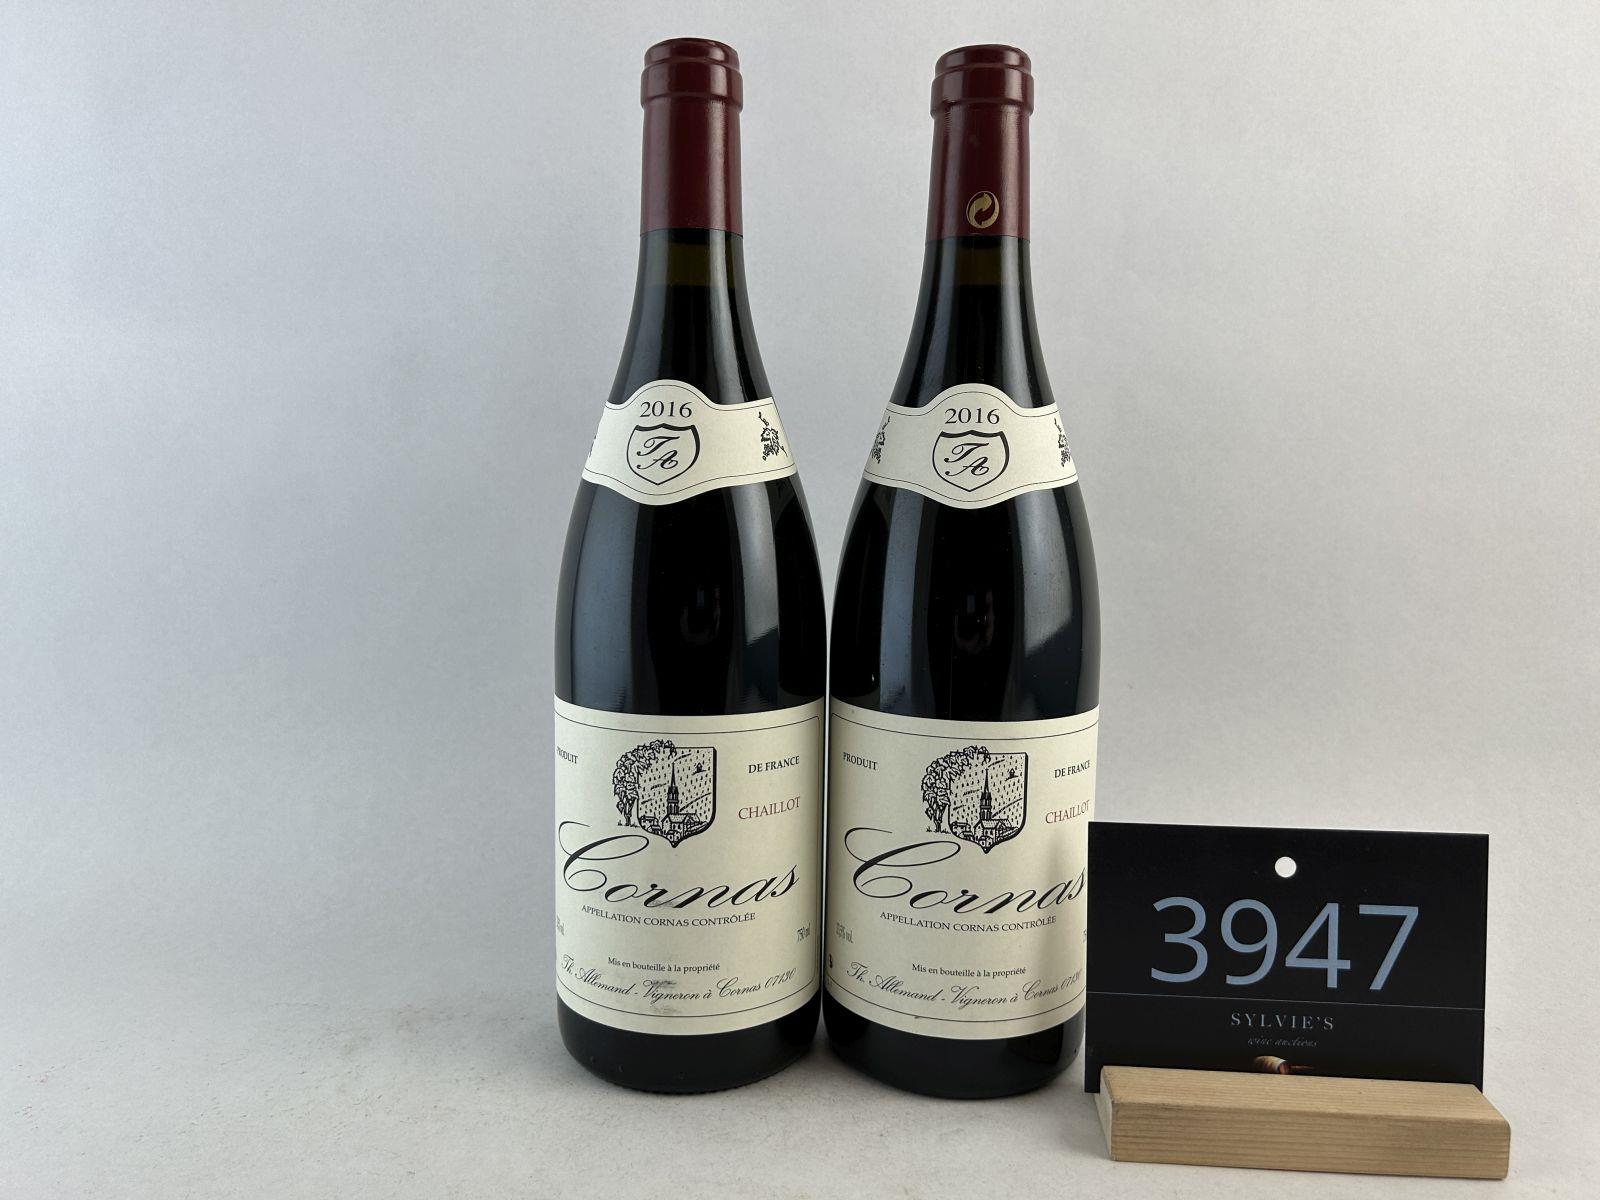 2016
TA
PRODUIT
DE FRANCE
CHAILLOT
Cornas
APPELLATION CORNAS CONTRÔLÉE
750 ml
Mis en bouteille à la propriété
Th. Allemand - Vigneron à Cornas 07130
2016
TA
PRODUIT
DE FRANCE
CHAILLOT
Cornas
APPELLATION CORNAS CONTRÔLÉE
Mis en bouteille à la propriété
Th. Allemand - Vigneron à Cornas 07130
3947
SYLVIE'S
wine auctions